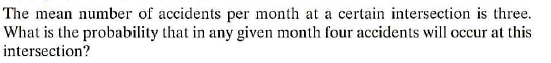 The mean number of accidents per month at a certain intersection is three.
What is the probability that in any given month four accidents will occur at this
intersection?